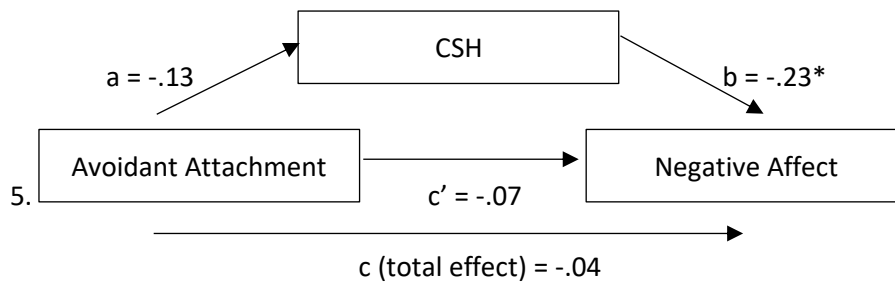 CSH
a = -.13
b = -.23*
Avoidant Attachment
Negative Affect
5.
c’ = -.07
c (total effect) = -.04